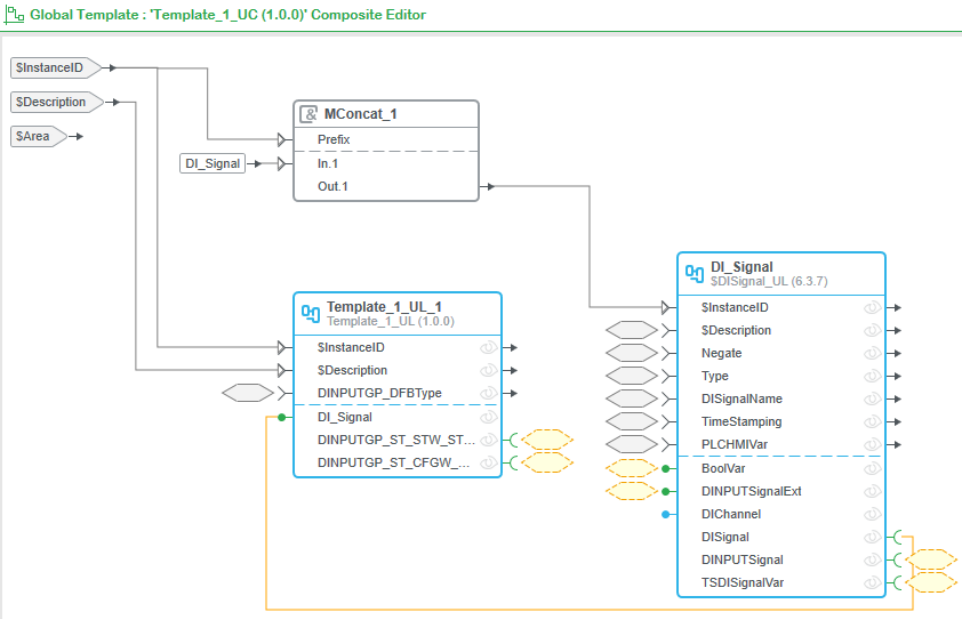 Global Template : 'Template_1_UC (1.0.0)' Composite Editor
$InstanceID
$Description
$Area
DI_Signal
MConcat_1
Prefix
In.1
Out.1
Template_1_UL_1
Template_1_UL (1.0.0)
$InstanceID
$Description
DINPUTGP_DFBType
DI_Signal
DINPUTGP_ST_STW_ST...
DINPUTGP_ST_CFGW_...
DI_Signal
$DISignal_UL (6.3.7)
$InstanceID
$Description
Negate
Type
DISignalName
TimeStamping
PLCHMIVar
BoolVar
DINPUTSignalExt
DIChannel
DISignal
DINPUTSignal
TSDISignalVar